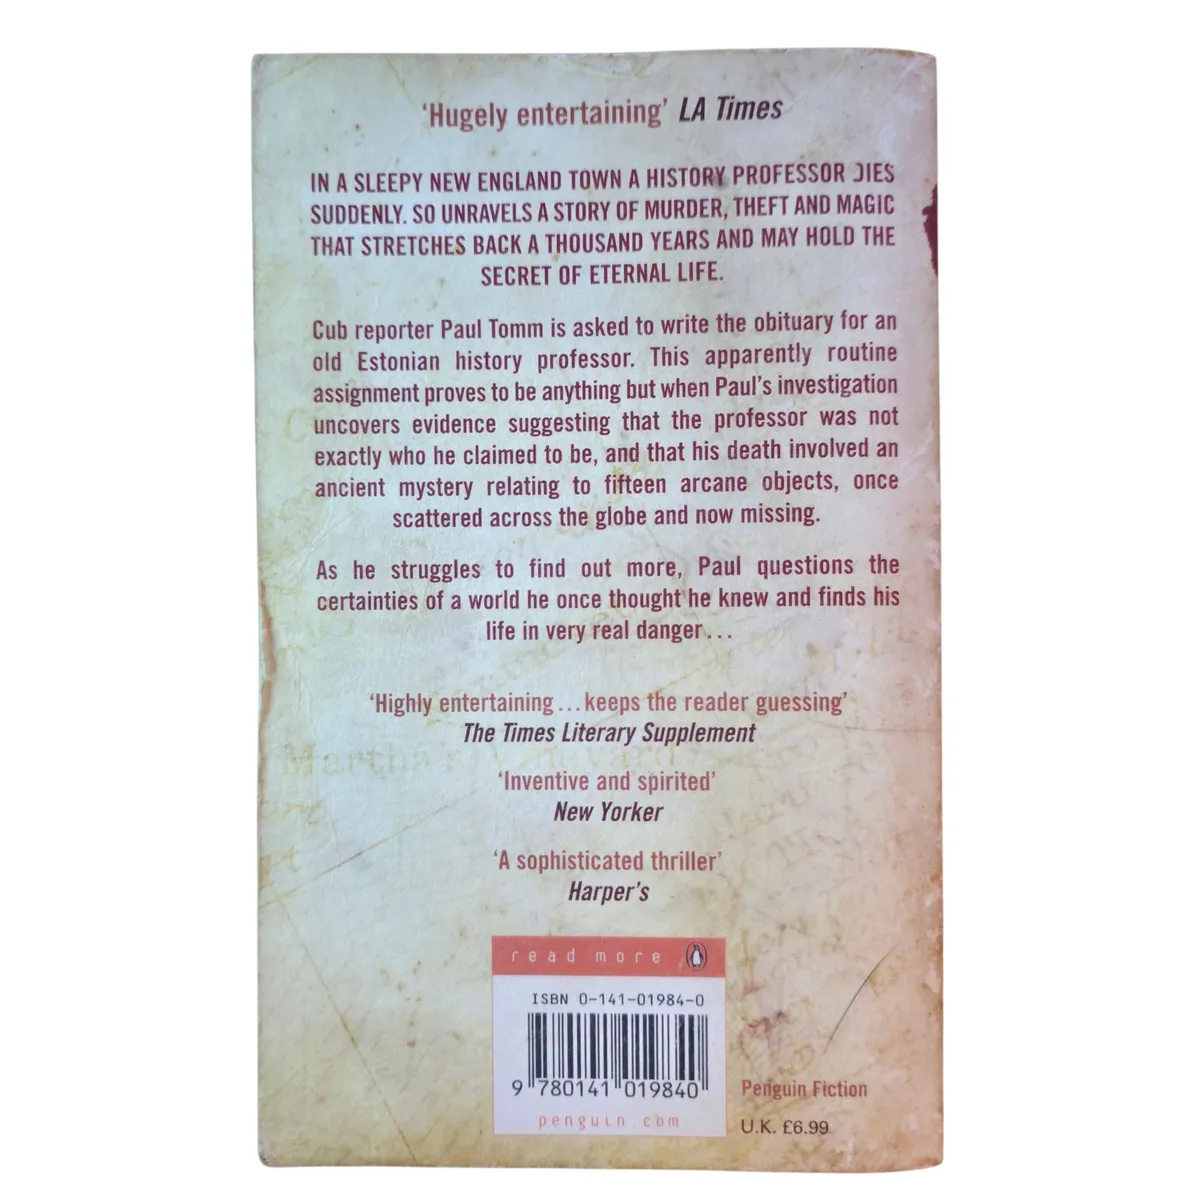 ‘Hugely entertaining’ LA Times
IN A SLEEPY NEW ENGLAND TOWN A HISTORY PROFESSOR DIES
SUDDENLY. SO UNRAVELS A STORY OF MURDER, THEFT AND MAGIC
THAT STRETCHES BACK A THOUSAND YEARS AND MAY HOLD THE
SECRET OF ETERNAL LIFE.
Cub reporter Paul Tomm is asked to write the obituary for an
old Estonian history professor. This apparently routine
assignment proves to be anything but when Paul’s investigation
uncovers evidence suggesting that the professor was not
exactly who he claimed to be, and that his death involved an
ancient mystery relating to fifteen arcane objects, once
scattered across the globe and now missing.
As he struggles to find out more, Paul questions the
certainties of a world he once thought he knew and finds his
life in very real danger...
‘Highly entertaining...keeps the reader guessing’
The Times Literary Supplement
Martha's Vineyard
‘Inventive and spirited’
New Yorker
‘A sophisticated thriller’
Harper's
read more
ISBN 0-141-01984-0
9 780141 019840
penguin.com
Penguin Fiction
U.K. £6.99